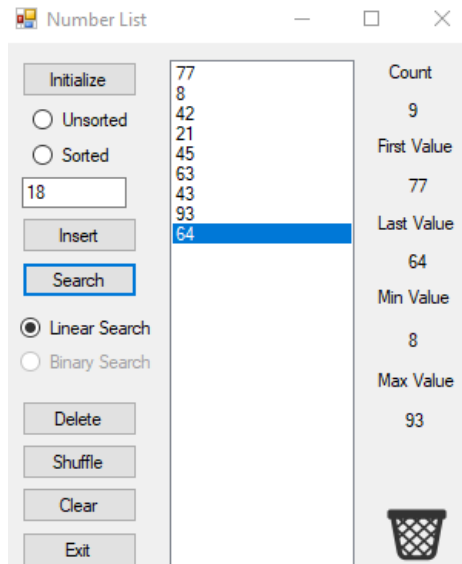 Number List
Initialize
Unsorted
Sorted
18
Insert
Search
Linear Search
Binary Search
Delete
Shuffle
Clear
Exit
77
8
42
21
45
63
43
93
64
Count
9
First Value
77
Last Value
64
Min Value
8
Max Value
93